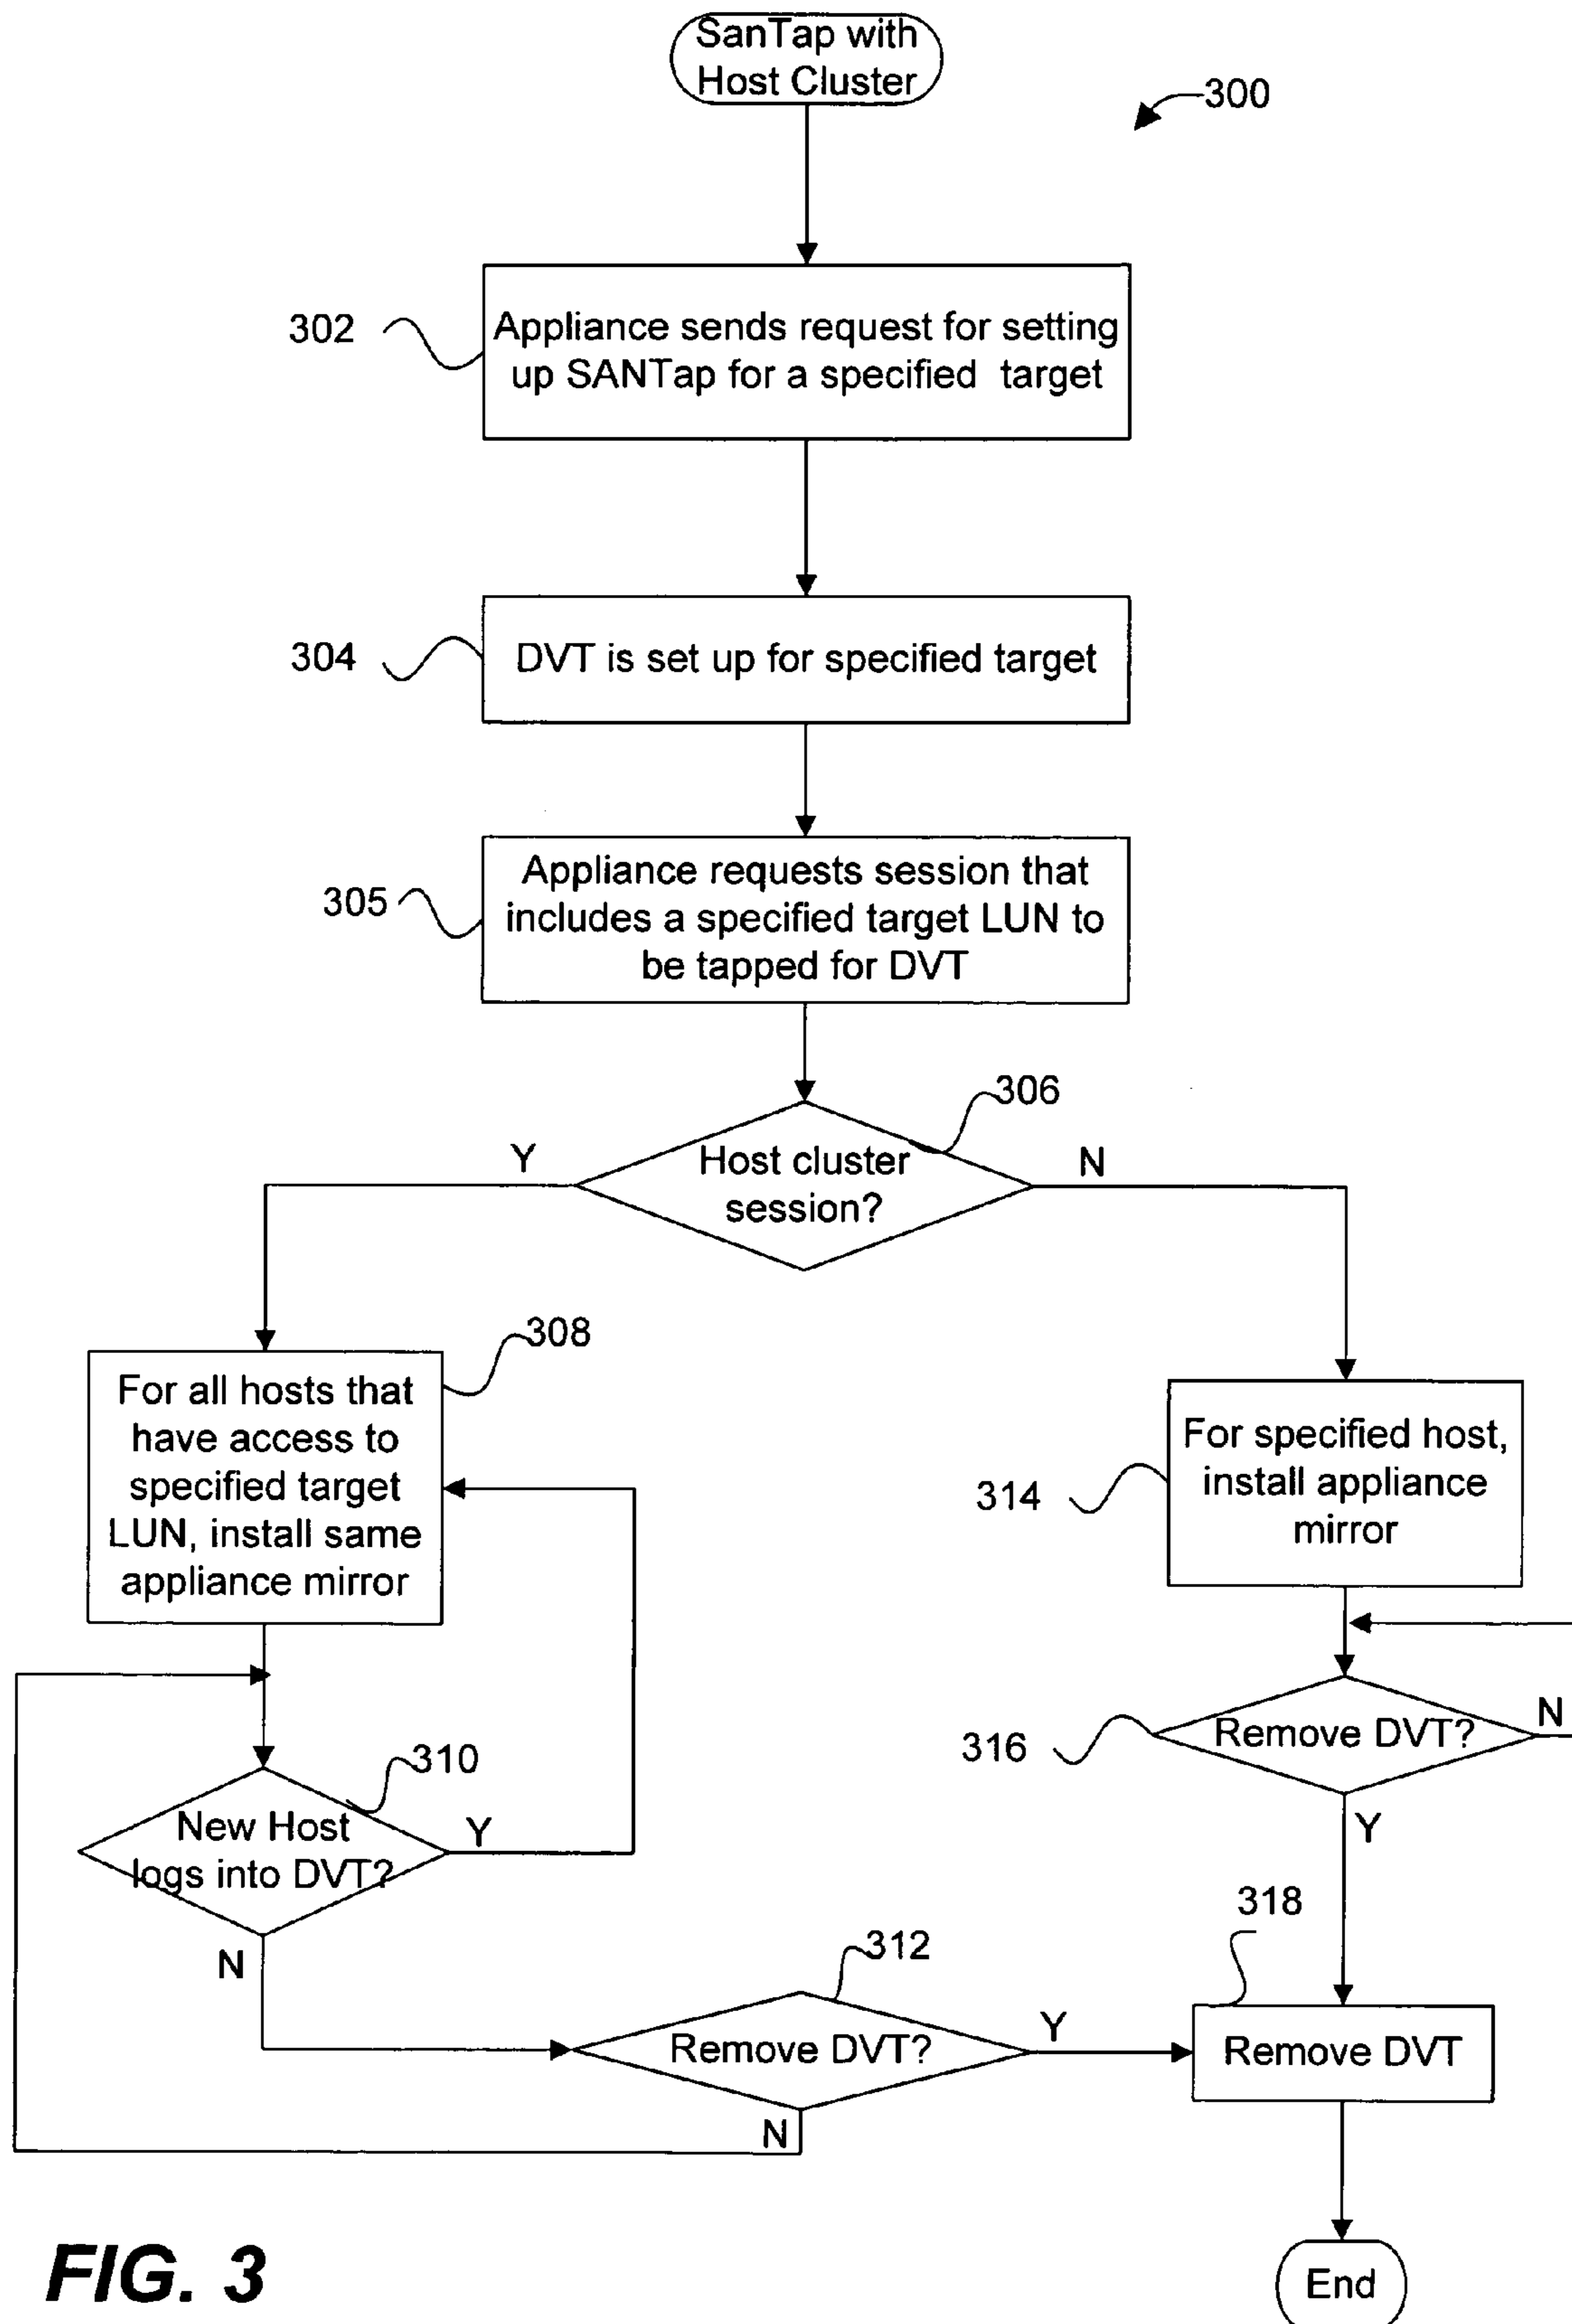 SanTap with
Host Cluster
300
302
Appliance sends request for setting
up SANTap for a specified target
304
DVT is set up for specified target
305
Appliance requests session that
includes a specified target LUN to
be tapped for DVT
306
Y
Host cluster
session?
N
308
For all hosts that
have access to
specified target
LUN, install same
appliance mirror
314
For specified host,
install appliance
mirror
316
Remove DVT?
N
Y
310
New Host
logs into DVT?
Y
N
312
Remove DVT?
Y
N
318
Remove DVT
End
FIG. 3